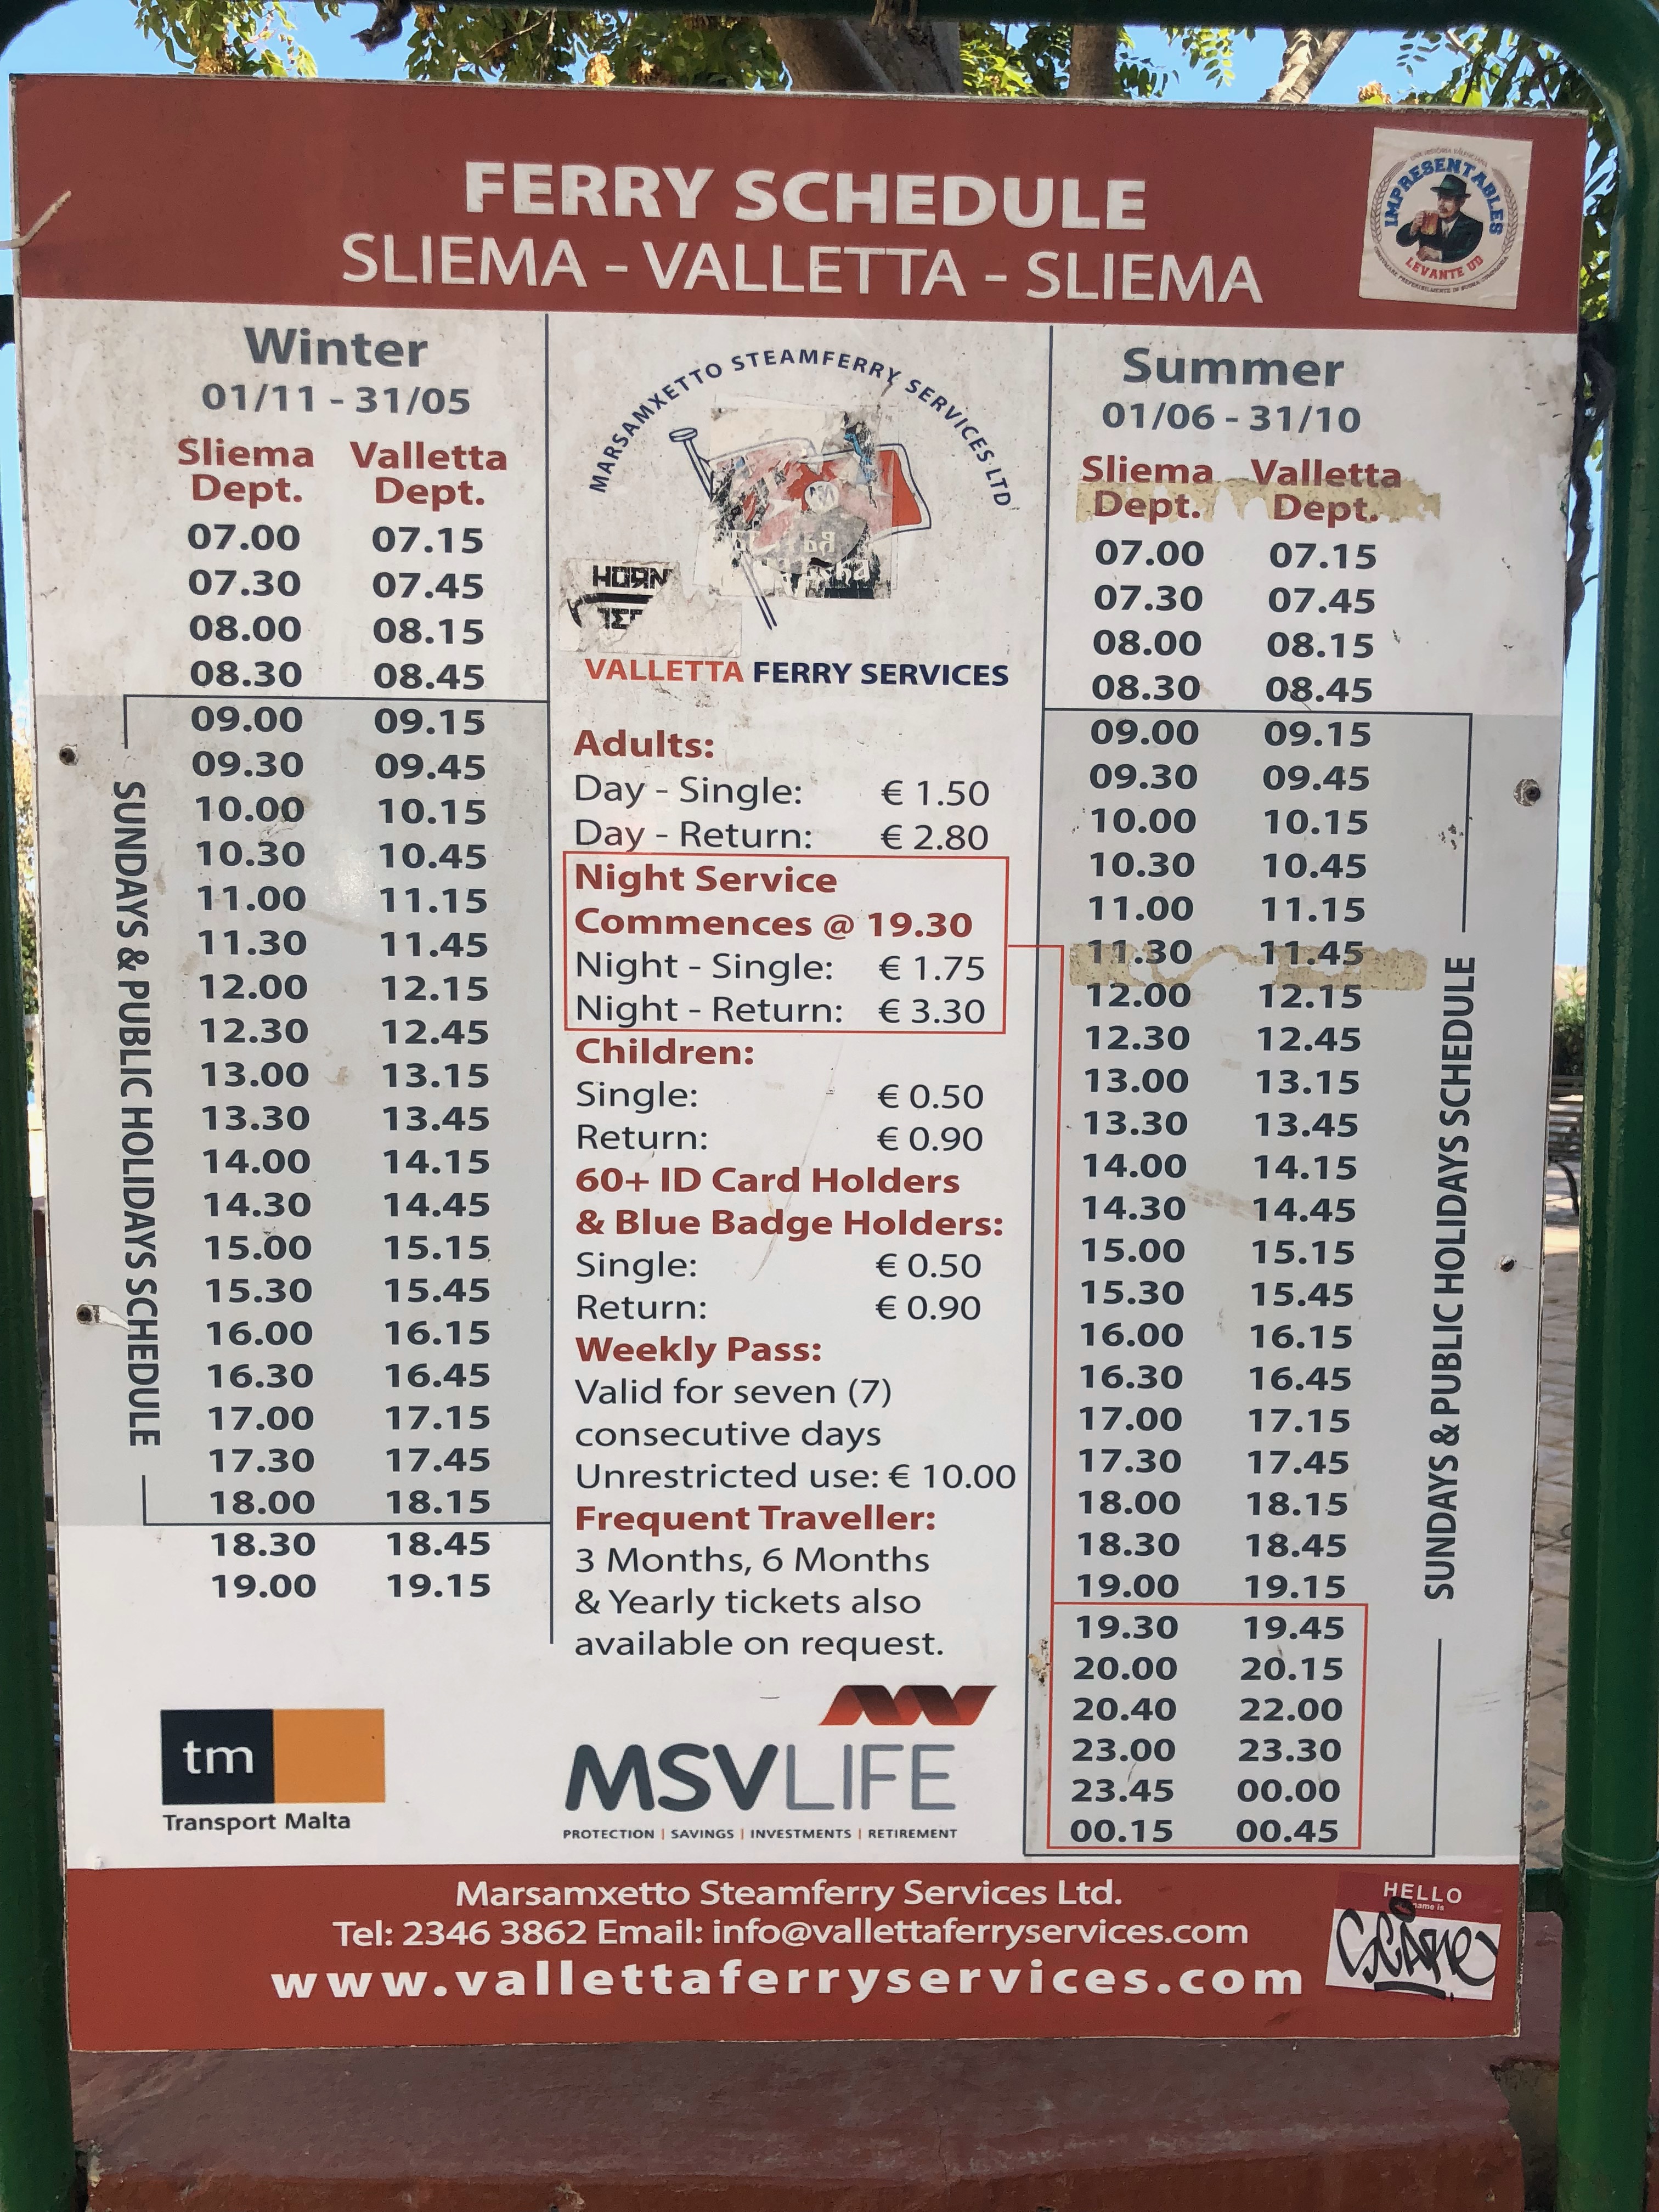 FERRY SCHEDULE
SLIEMA - VALLETTA - SLIEMA
IMPRESENTABLES
LEVANTE UD
Winter
01/11 - 31/05
Sliema Valletta
Dept. Dept.
07.00 07.15
07.30 07.45
08.00 08.15
08.30 08.45
09.00 09.15
09.30 09.45
10.00 10.15
10.30 10.45
11.00 11.15
11.30 11.45
12.00 12.15
12.30 12.45
13.00 13.15
13.30 13.45
14.00 14.15
14.30 14.45
15.00 15.15
15.30 15.45
16.00 16.15
16.30 16.45
17.00 17.15
17.30 17.45
18.00 18.15
18.30 18.45
19.00 19.15
SUNDAYS & PUBLIC HOLIDAYS SCHEDULE
tm
Transport Malta
MARSAMXETTO STEAMFERRY SERVICES LTD
HORN
VALLETTA FERRY SERVICES
Adults:
Day - Single: € 1.50
Day - Return: € 2.80
Night Service
Commences @ 19.30
Night - Single: € 1.75
Night - Return: € 3.30
Children:
Single: € 0.50
Return: € 0.90
60+ ID Card Holders
& Blue Badge Holders:
Single: € 0.50
Return: € 0.90
Weekly Pass:
Valid for seven (7)
consecutive days
Unrestricted use: € 10.00
Frequent Traveller:
3 Months, 6 Months
& Yearly tickets also
available on request.
MSVLIFE
PROTECTION | SAVINGS | INVESTMENTS | RETIREMENT
Summer
01/06 - 31/10
Sliema Valletta
Dept. Dept.
07.00 07.15
07.30 07.45
08.00 08.15
08.30 08.45
09.00 09.15
09.30 09.45
10.00 10.15
10.30 10.45
11.00 11.15
11.30 11.45
12.00 12.15
12.30 12.45
13.00 13.15
13.30 13.45
14.00 14.15
14.30 14.45
15.00 15.15
15.30 15.45
16.00 16.15
16.30 16.45
17.00 17.15
17.30 17.45
18.00 18.15
18.30 18.45
19.00 19.15
19.30 19.45
20.00 20.15
20.40 22.00
23.00 23.30
23.45 00.00
00.15 00.45
SUNDAYS & PUBLIC HOLIDAYS SCHEDULE
Marsamxetto Steamferry Services Ltd.
Tel: 2346 3862 Email: info@vallettaferryservices.com
www.vallettaferryservices.com
HELLO
name is